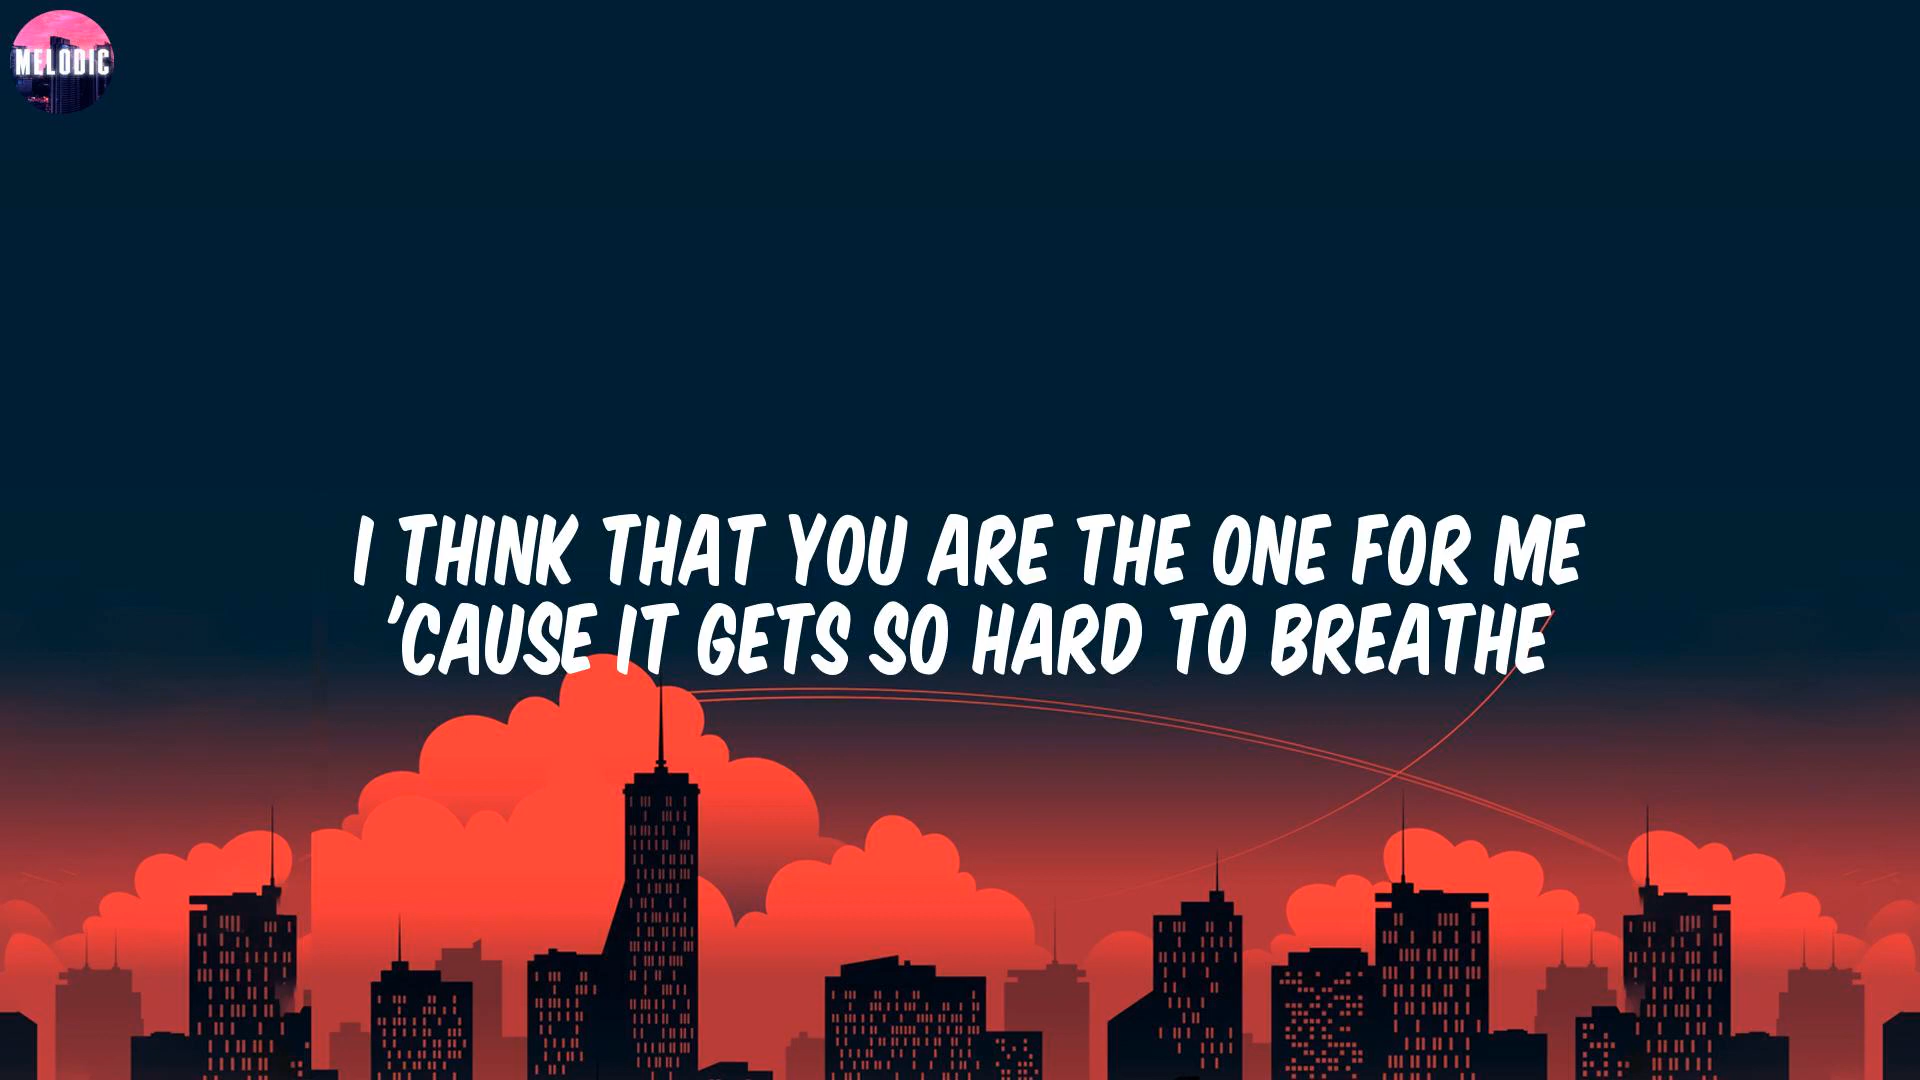 MELODIC
I THINK THAT YOU ARE THE ONE FOR ME
'CAUSE IT GETS SO HARD TO BREATHE